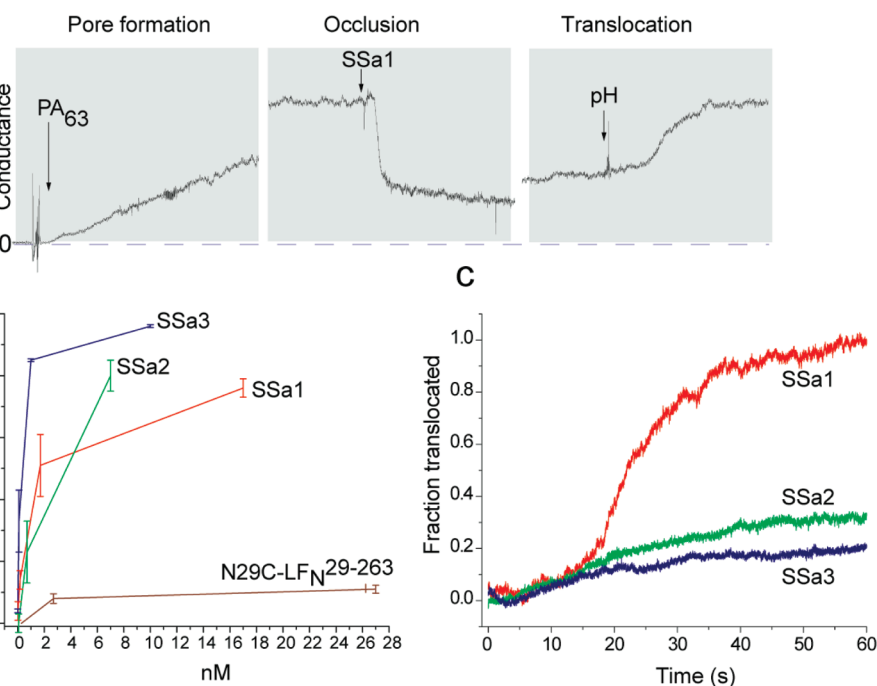 Pore formation
Occlusion
Translocation
Conductance
PA63
SSa1
pH
0
C
SSa3
SSa2
SSa1
N29C-LFN29-263
0 2 4 6 8 10 12 14 16 18 20 22 24 26 28
nM
Fraction translocated
1.0
0.8
0.6
0.4
0.2
0.0
SSa1
SSa2
SSa3
0 10 20 30 40 50 60
Time (s)